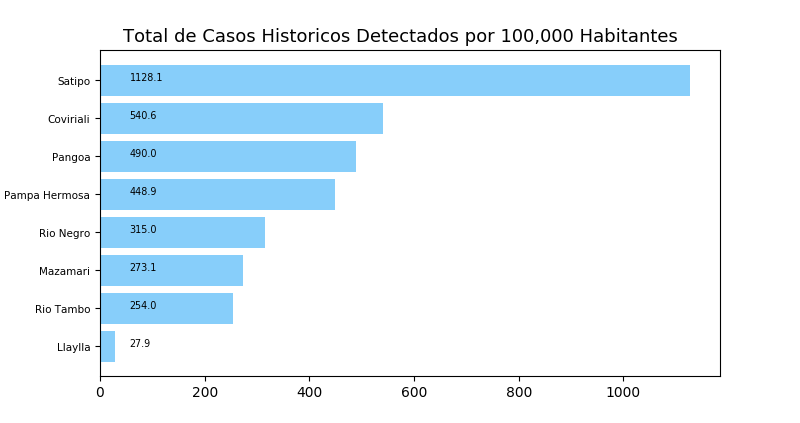 Total de Casos Historicos Detectados por 100,000 Habitantes
Satipo 1128.1
Coviriali 540.6
Pangoa 490.0
Pampa Hermosa 448.9
Rio Negro 315.0
Mazamari 273.1
Rio Tambo 254.0
Llaylla 27.9
0 200 400 600 800 1000